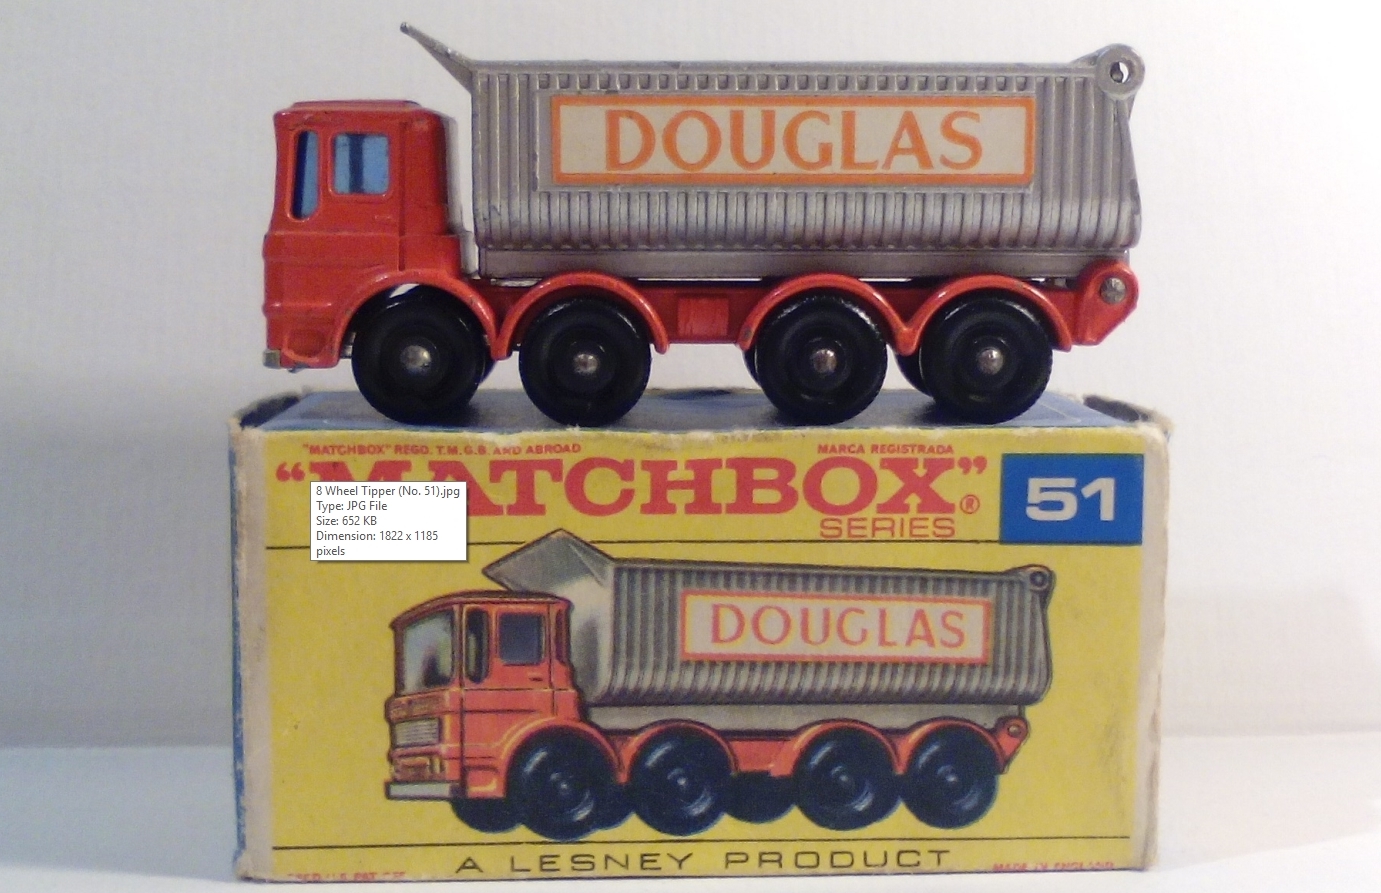 DOUGLAS
"MATCHBOX" REGD. T.M.G.B. AND ABROAD
MARCA REGISTRADA
"MATCHBOX"®
SERIES
51
8 Wheel Tipper (No. 51).jpg
Type: JPG File
Size: 652 KB
Dimension: 1822 x 1185
pixels
DOUGLAS
A LESNEY PRODUCT
MADE IN ENGLAND